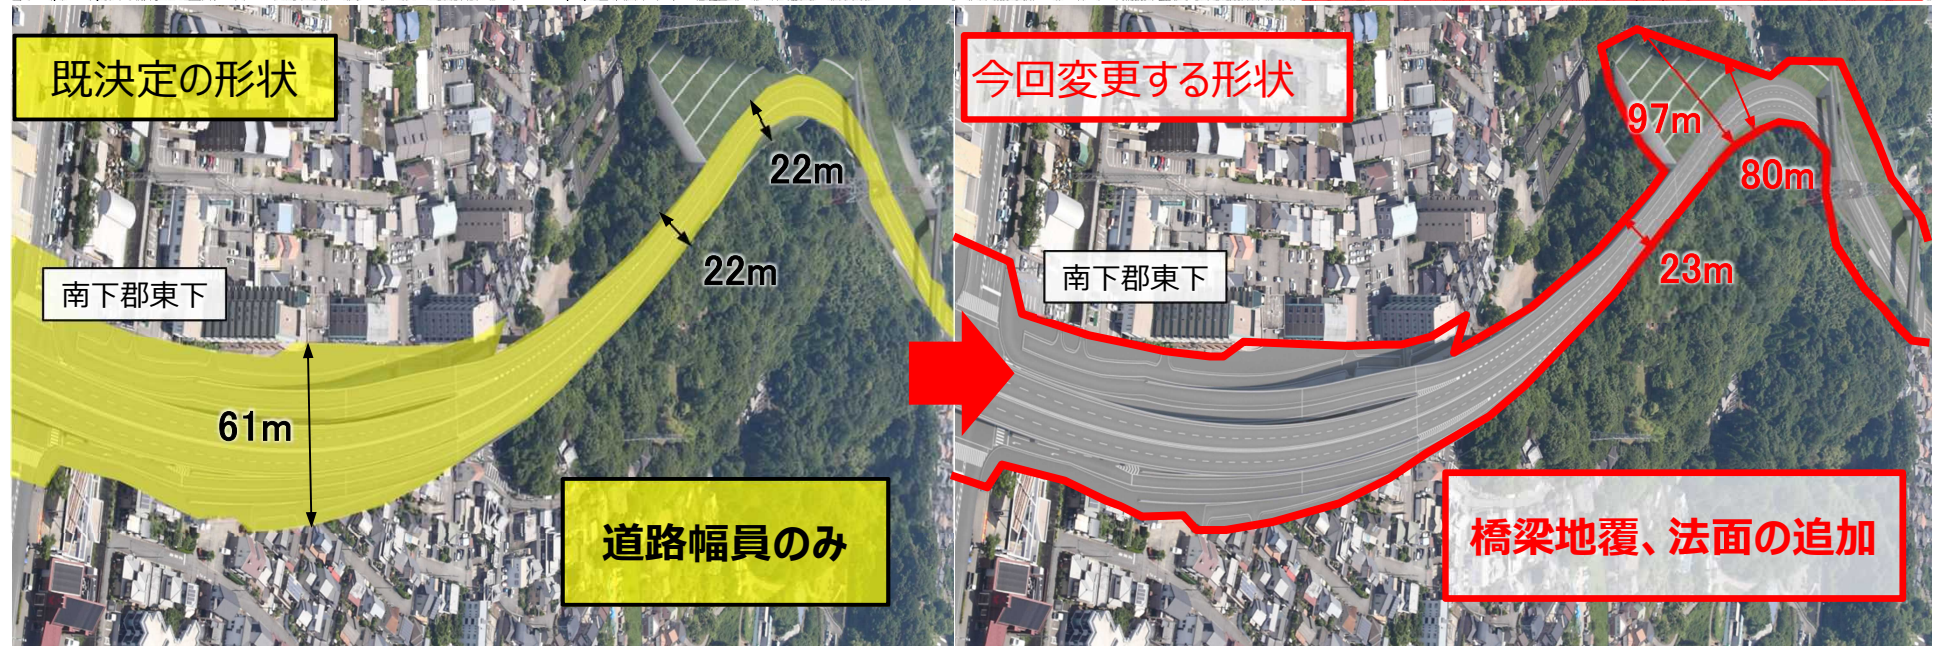 既決定の形状
22m
22m
南下郡東下
61m
道路幅員のみ
今回変更する形状
97m
80m
23m
南下郡東下
橋梁地覆、法面の追加